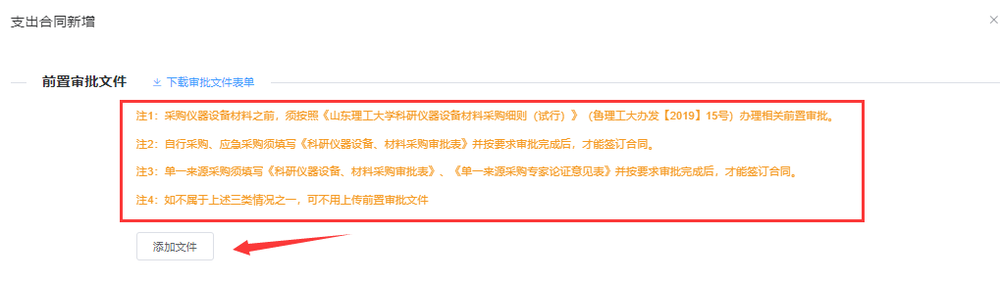 支出合同新增
前置审批文件 下载审批文件表单
注1：采购仪器设备材料之前，须按照《山东理工大学科研仪器设备材料采购细则（试行）》（鲁理工大办发【2019】15号）办理相关前置审批。
注2：自行采购、应急采购须填写《科研仪器设备、材料采购审批表》并按要求审批完成后，才能签订合同。
注3：单一来源采购须填写《科研仪器设备、材料采购审批表》、《单一来源采购专家论证意见表》并按要求审批完成后，才能签订合同。
注4：如不属于上述三类情况之一，可不用上传前置审批文件
添加文件